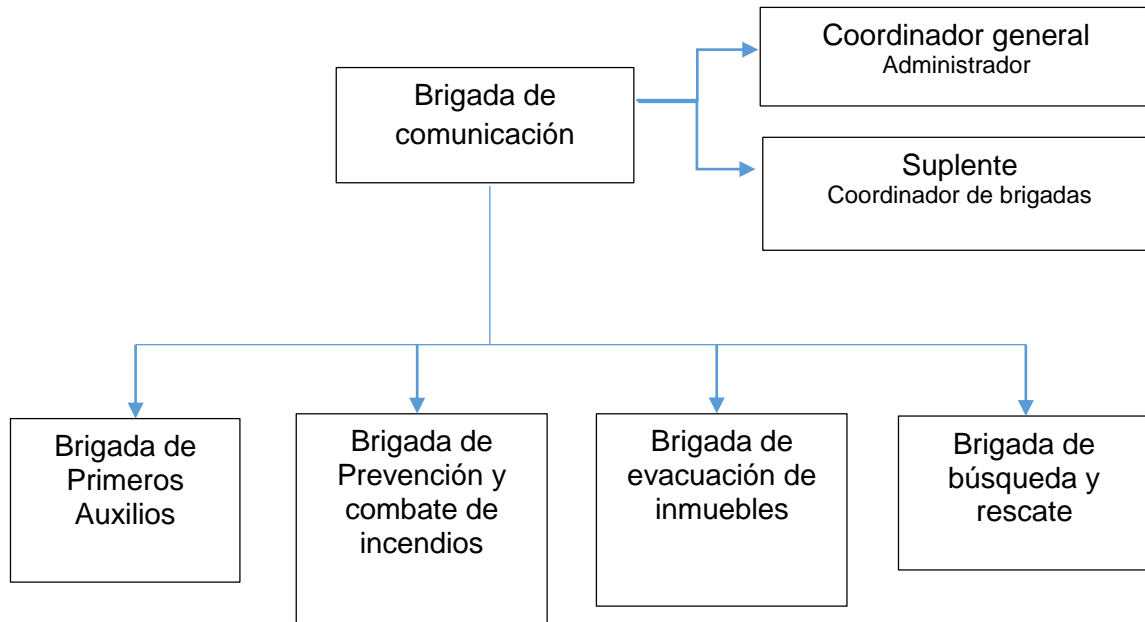 Coordinador general
Administrador
Brigada de
comunicación
Suplente
Coordinador de brigadas
Brigada de
Primeros
Auxilios
Brigada de
Prevención y
combate de
incendios
Brigada de
evacuación de
inmuebles
Brigada de
búsqueda y
rescate